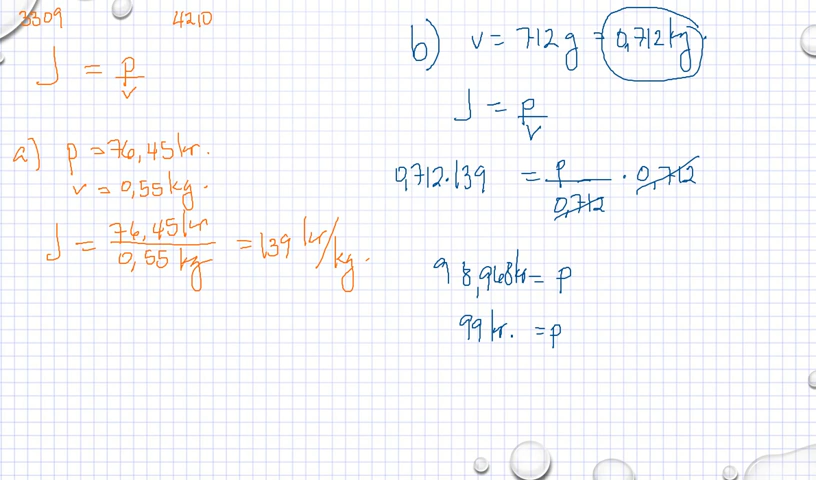 3309 4210
J = p/v
a) p = 76,45 kr.
v = 0,55 kg.
J = 76,45 kr / 0,55 kg = 139 kr/kg.
b) v = 712 g = 0,712 kg.
J = p/v
0,712 · 139 = p/0,712 · 0,712
98,968 kr = p
99 kr. = p